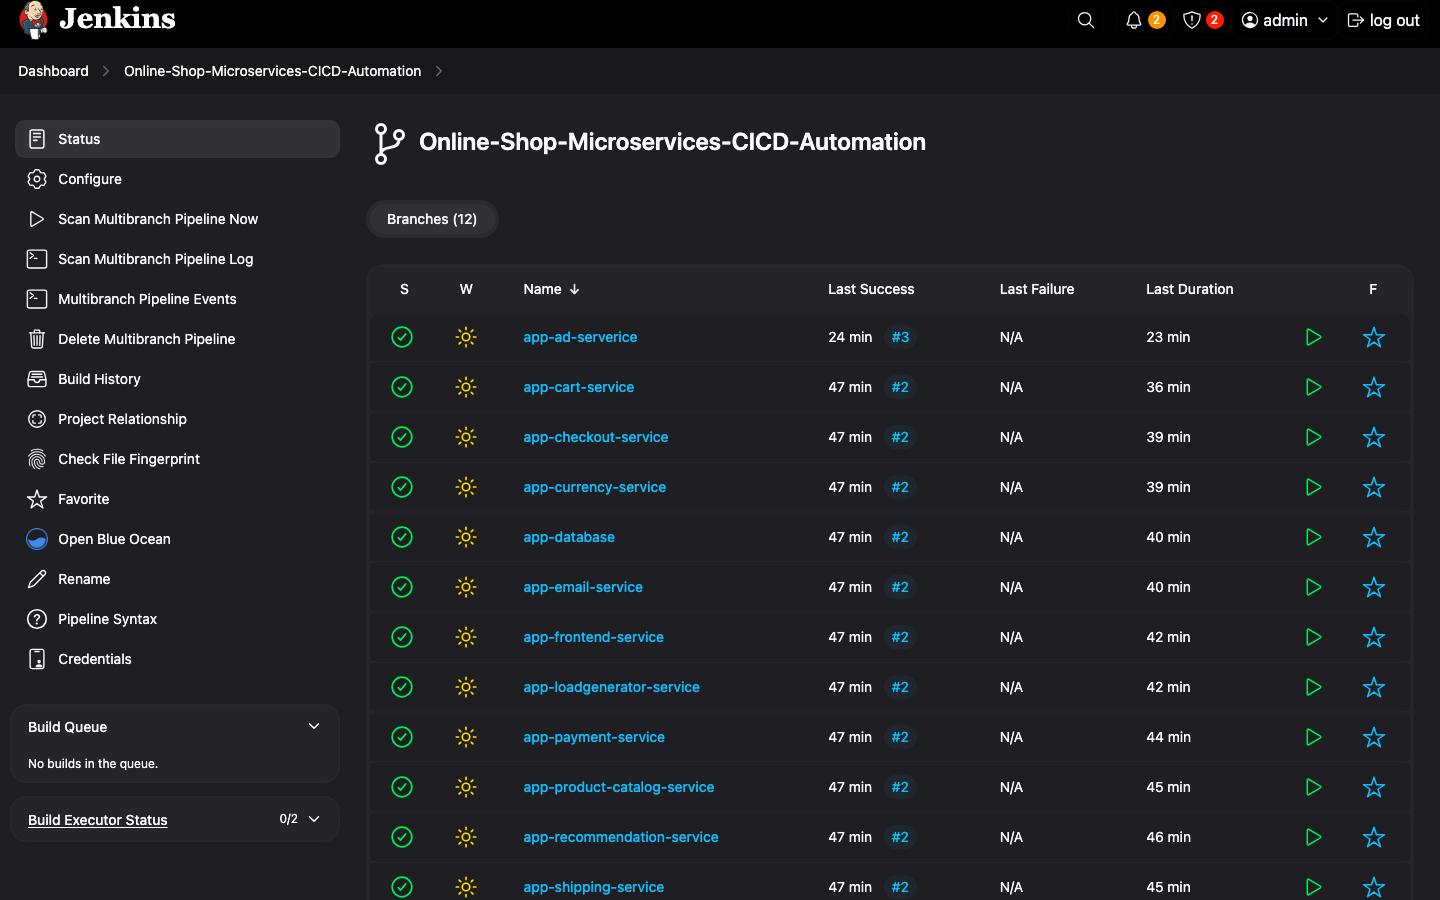 Jenkins
2
2
admin
log out
Dashboard
Online-Shop-Microservices-CICD-Automation
Status
Configure
Scan Multibranch Pipeline Now
Scan Multibranch Pipeline Log
Multibranch Pipeline Events
Delete Multibranch Pipeline
Build History
Project Relationship
Check File Fingerprint
Favorite
Open Blue Ocean
Rename
Pipeline Syntax
Credentials
Build Queue
No builds in the queue.
Build Executor Status 0/2
Online-Shop-Microservices-CICD-Automation
Branches (12)
S W Name ↓ Last Success Last Failure Last Duration F
app-ad-serverice 24 min #3 N/A 23 min
app-cart-service 47 min #2 N/A 36 min
app-checkout-service 47 min #2 N/A 39 min
app-currency-service 47 min #2 N/A 39 min
app-database 47 min #2 N/A 40 min
app-email-service 47 min #2 N/A 40 min
app-frontend-service 47 min #2 N/A 42 min
app-loadgenerator-service 47 min #2 N/A 42 min
app-payment-service 47 min #2 N/A 44 min
app-product-catalog-service 47 min #2 N/A 45 min
app-recommendation-service 47 min #2 N/A 46 min
app-shipping-service 47 min #2 N/A 45 min